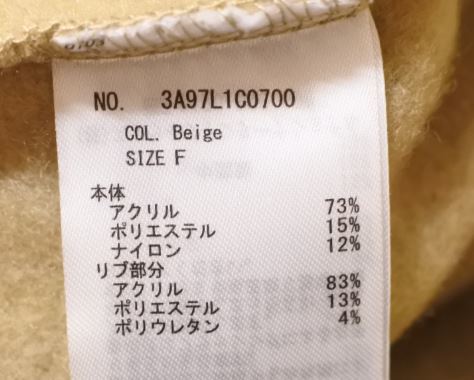 0103
NO. 3A97L1C0700
COL. Beige
SIZE F
本体
アクリル 73%
ポリエステル 15%
ナイロン 12%
リブ部分
アクリル 83%
ポリエステル 13%
ポリウレタン 4%